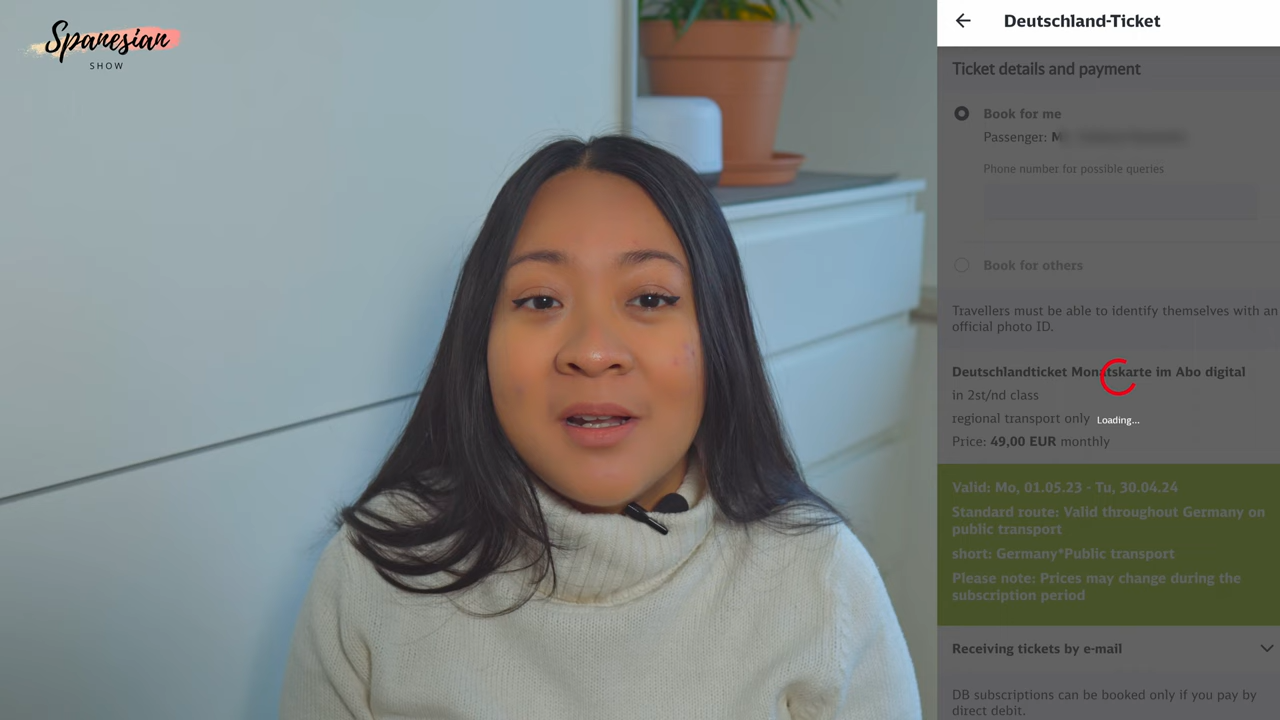 Spanesian
SHOW
Deutschland-Ticket
Ticket details and payment
Book for me
Passenger: M
Phone number for possible queries
Book for others
Travellers must be able to identify themselves with an
official photo ID.
Deutschlandticket Monatskarte im Abo digital
in 2st/nd class
regional transport only
Loading...
Price: 49,00 EUR monthly
Valid: Mo, 01.05.23 - Tu, 30.04.24
Standard route: Valid throughout Germany on
public transport
short: Germany*Public transport
Please note: Prices may change during the
subscription period
Receiving tickets by e-mail
DB subscriptions can be booked only if you pay by
direct debit.